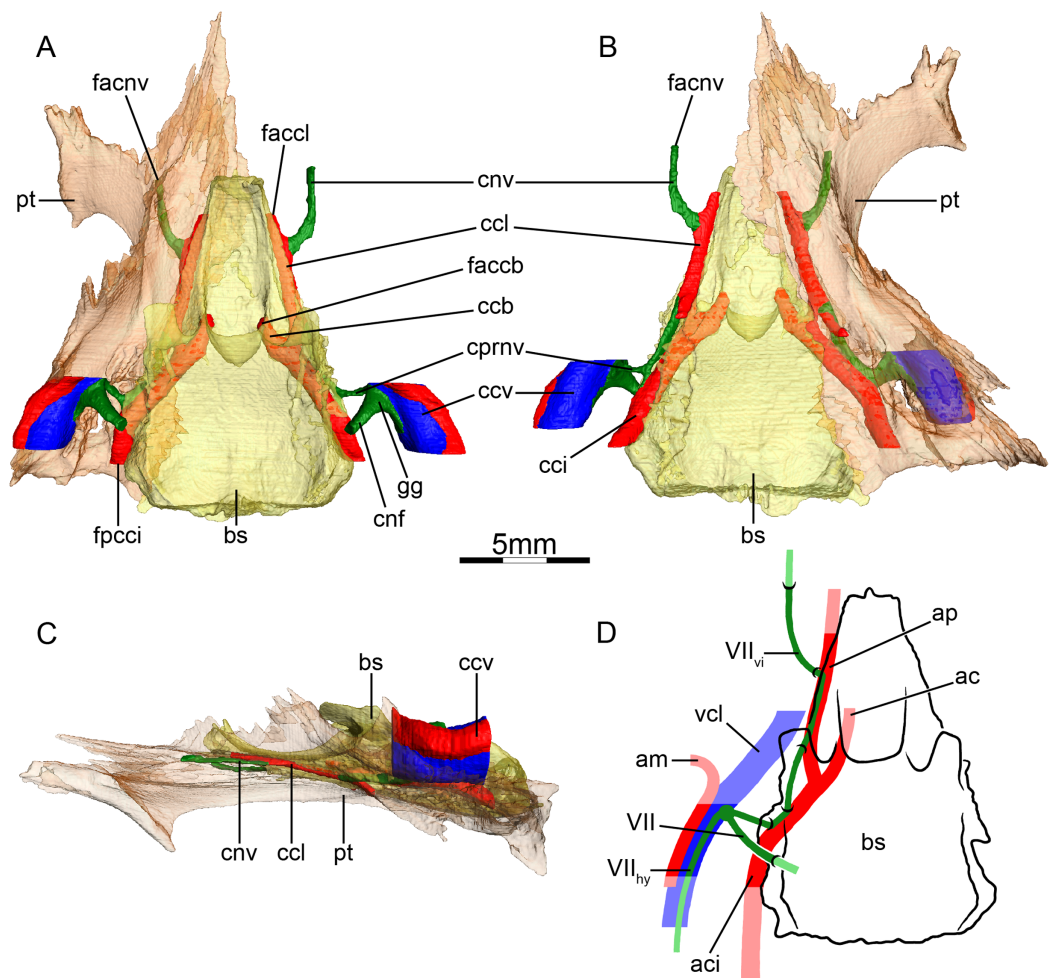 A
B
facnv
facnv
faccl
pt
cnv
pt
ccl
faccb
ccb
cprnv
ccv
cci
gg
cnf
fpcci
bs
bs
5mm
C
D
bs
ccv
cnv
ccl
pt
VIIvi
ap
ac
vcl
am
VII
VIIhy
bs
aci